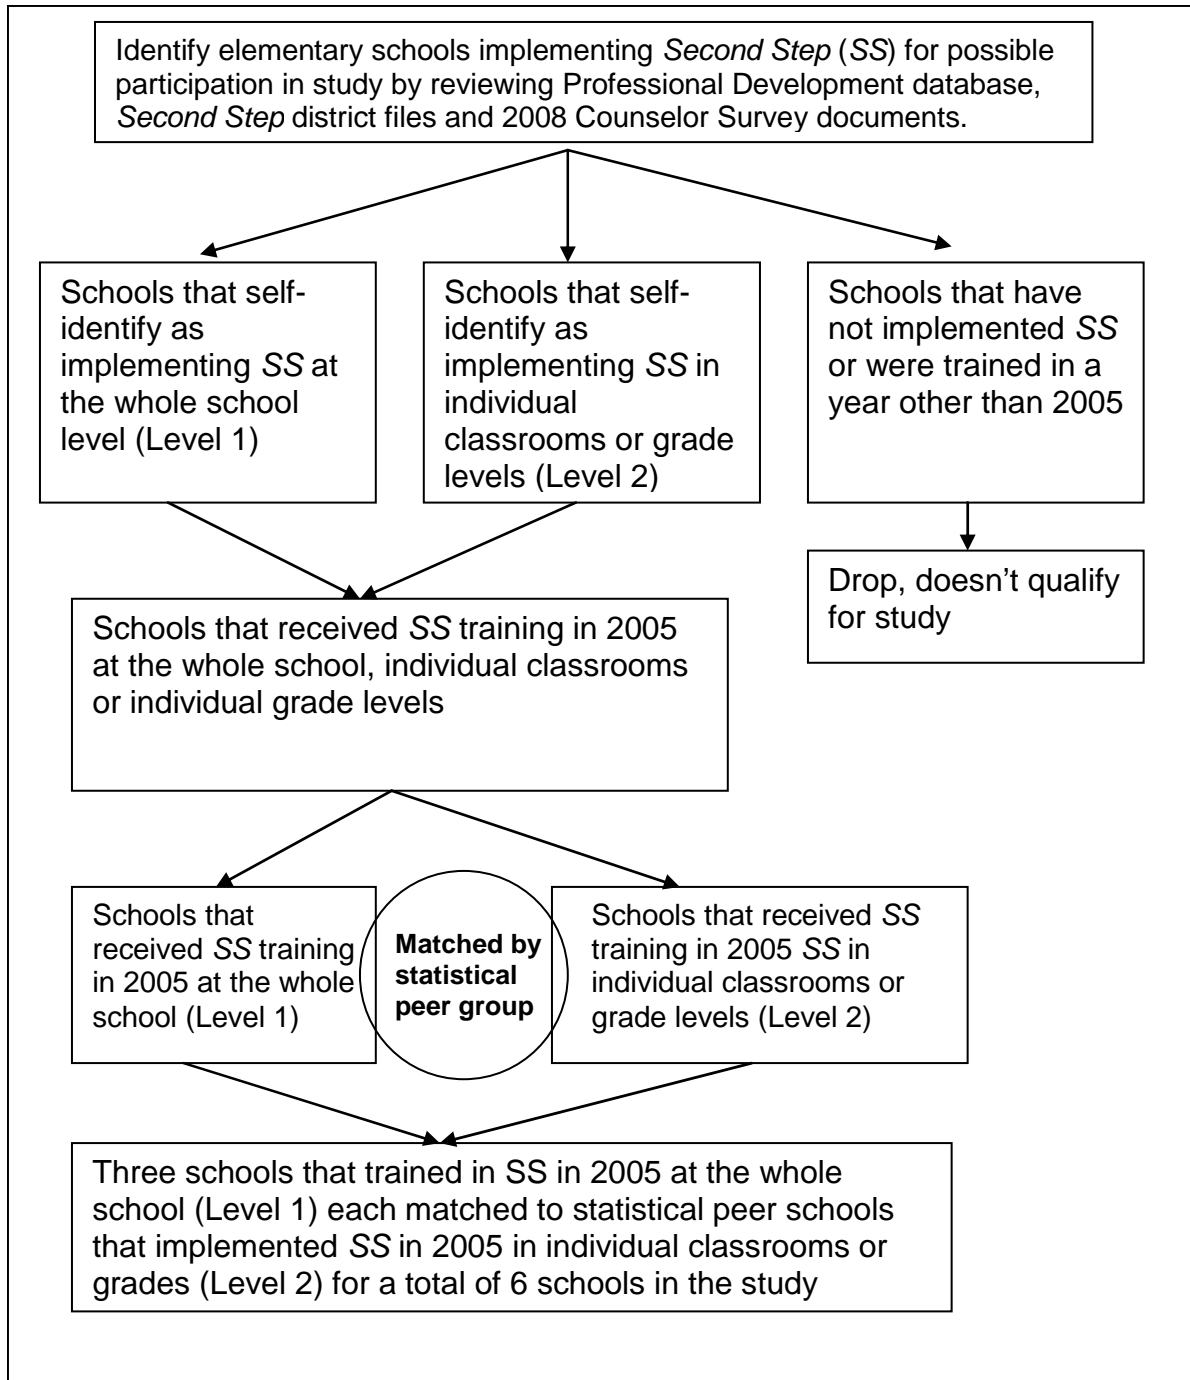 Identify elementary schools implementing Second Step (SS) for possible
participation in study by reviewing Professional Development database,
Second Step district files and 2008 Counselor Survey documents.
Schools that self-
identify as
implementing SS at
the whole school
level (Level 1)
Schools that self-
identify as
implementing SS in
individual
classrooms or grade
levels (Level 2)
Schools that have
not implemented SS
or were trained in a
year other than 2005
Drop, doesn’t qualify
for study
Schools that received SS training in 2005
at the whole school, individual classrooms
or individual grade levels
Schools that
received SS training
in 2005 at the whole
school (Level 1)
Matched by
statistical
peer group
Schools that received SS
training in 2005 SS in
individual classrooms or
grade levels (Level 2)
Three schools that trained in SS in 2005 at the whole
school (Level 1) each matched to statistical peer schools
that implemented SS in 2005 in individual classrooms or
grades (Level 2) for a total of 6 schools in the study